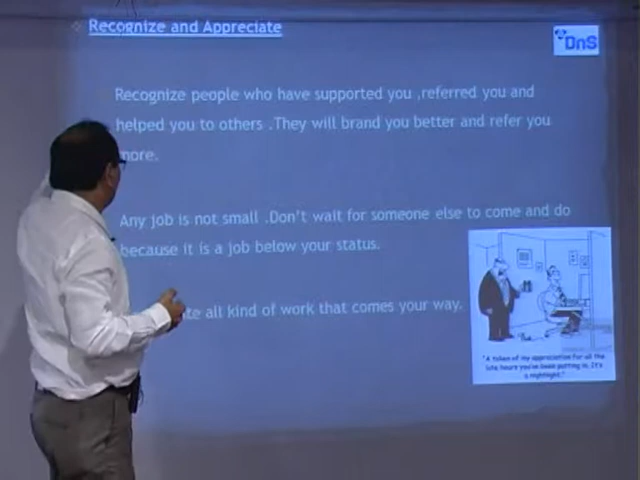 Recognize and Appreciate
DnS
Recognize people who have supported you ,referred you and
helped you to others .They will brand you better and refer you
more.
Any job is not small .Don't wait for someone else to come and do
because it is a job below your status.
te all kind of work that comes your way.
"A token of my appreciation for all the
late hours you've been putting in. It's
a nightlight."